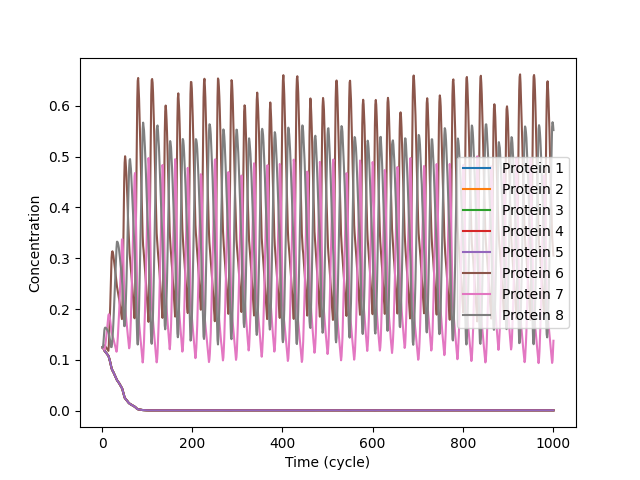 0.6
0.5
0.4
0.3
0.2
0.1
0.0
Concentration
0
200
400
600
800
1000
Time (cycle)
Protein 1
Protein 2
Protein 3
Protein 4
Protein 5
Protein 6
Protein 7
Protein 8